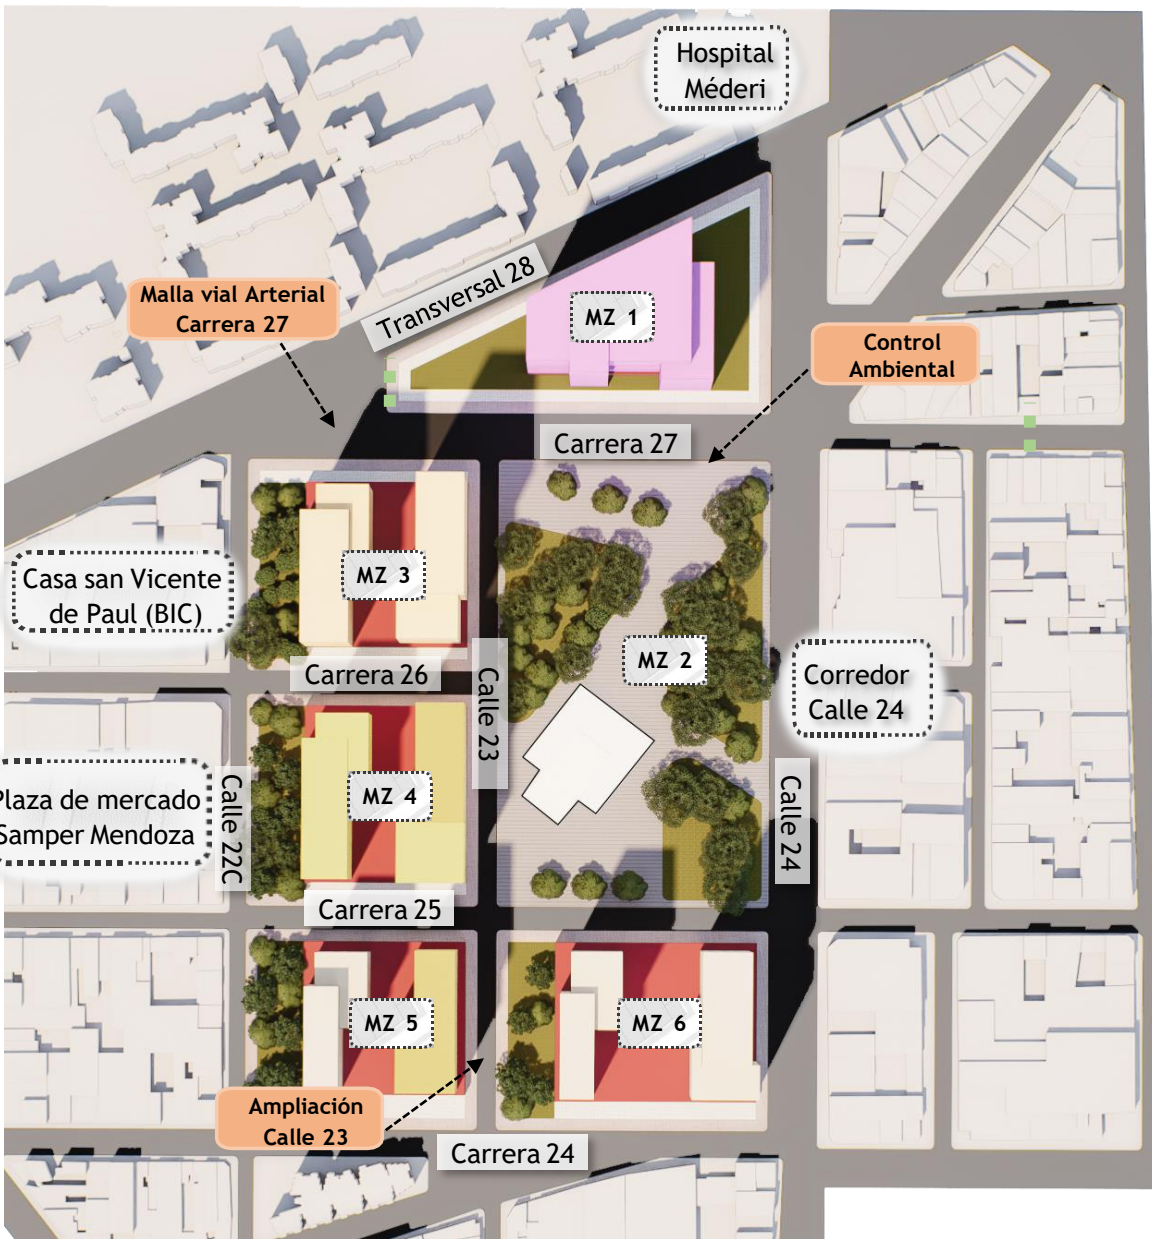 Hospital
Méderi
Malla vial Arterial
Carrera 27
Transversal 28
MZ 1
Control
Ambiental
Carrera 27
Casa san Vicente
de Paul (BIC)
MZ 3
MZ 2
Carrera 26
Calle 23
Corredor
Calle 24
Plaza de mercado
Samper Mendoza
Calle 22C
MZ 4
Calle 24
Carrera 25
MZ 5
MZ 6
Ampliación
Calle 23
Carrera 24